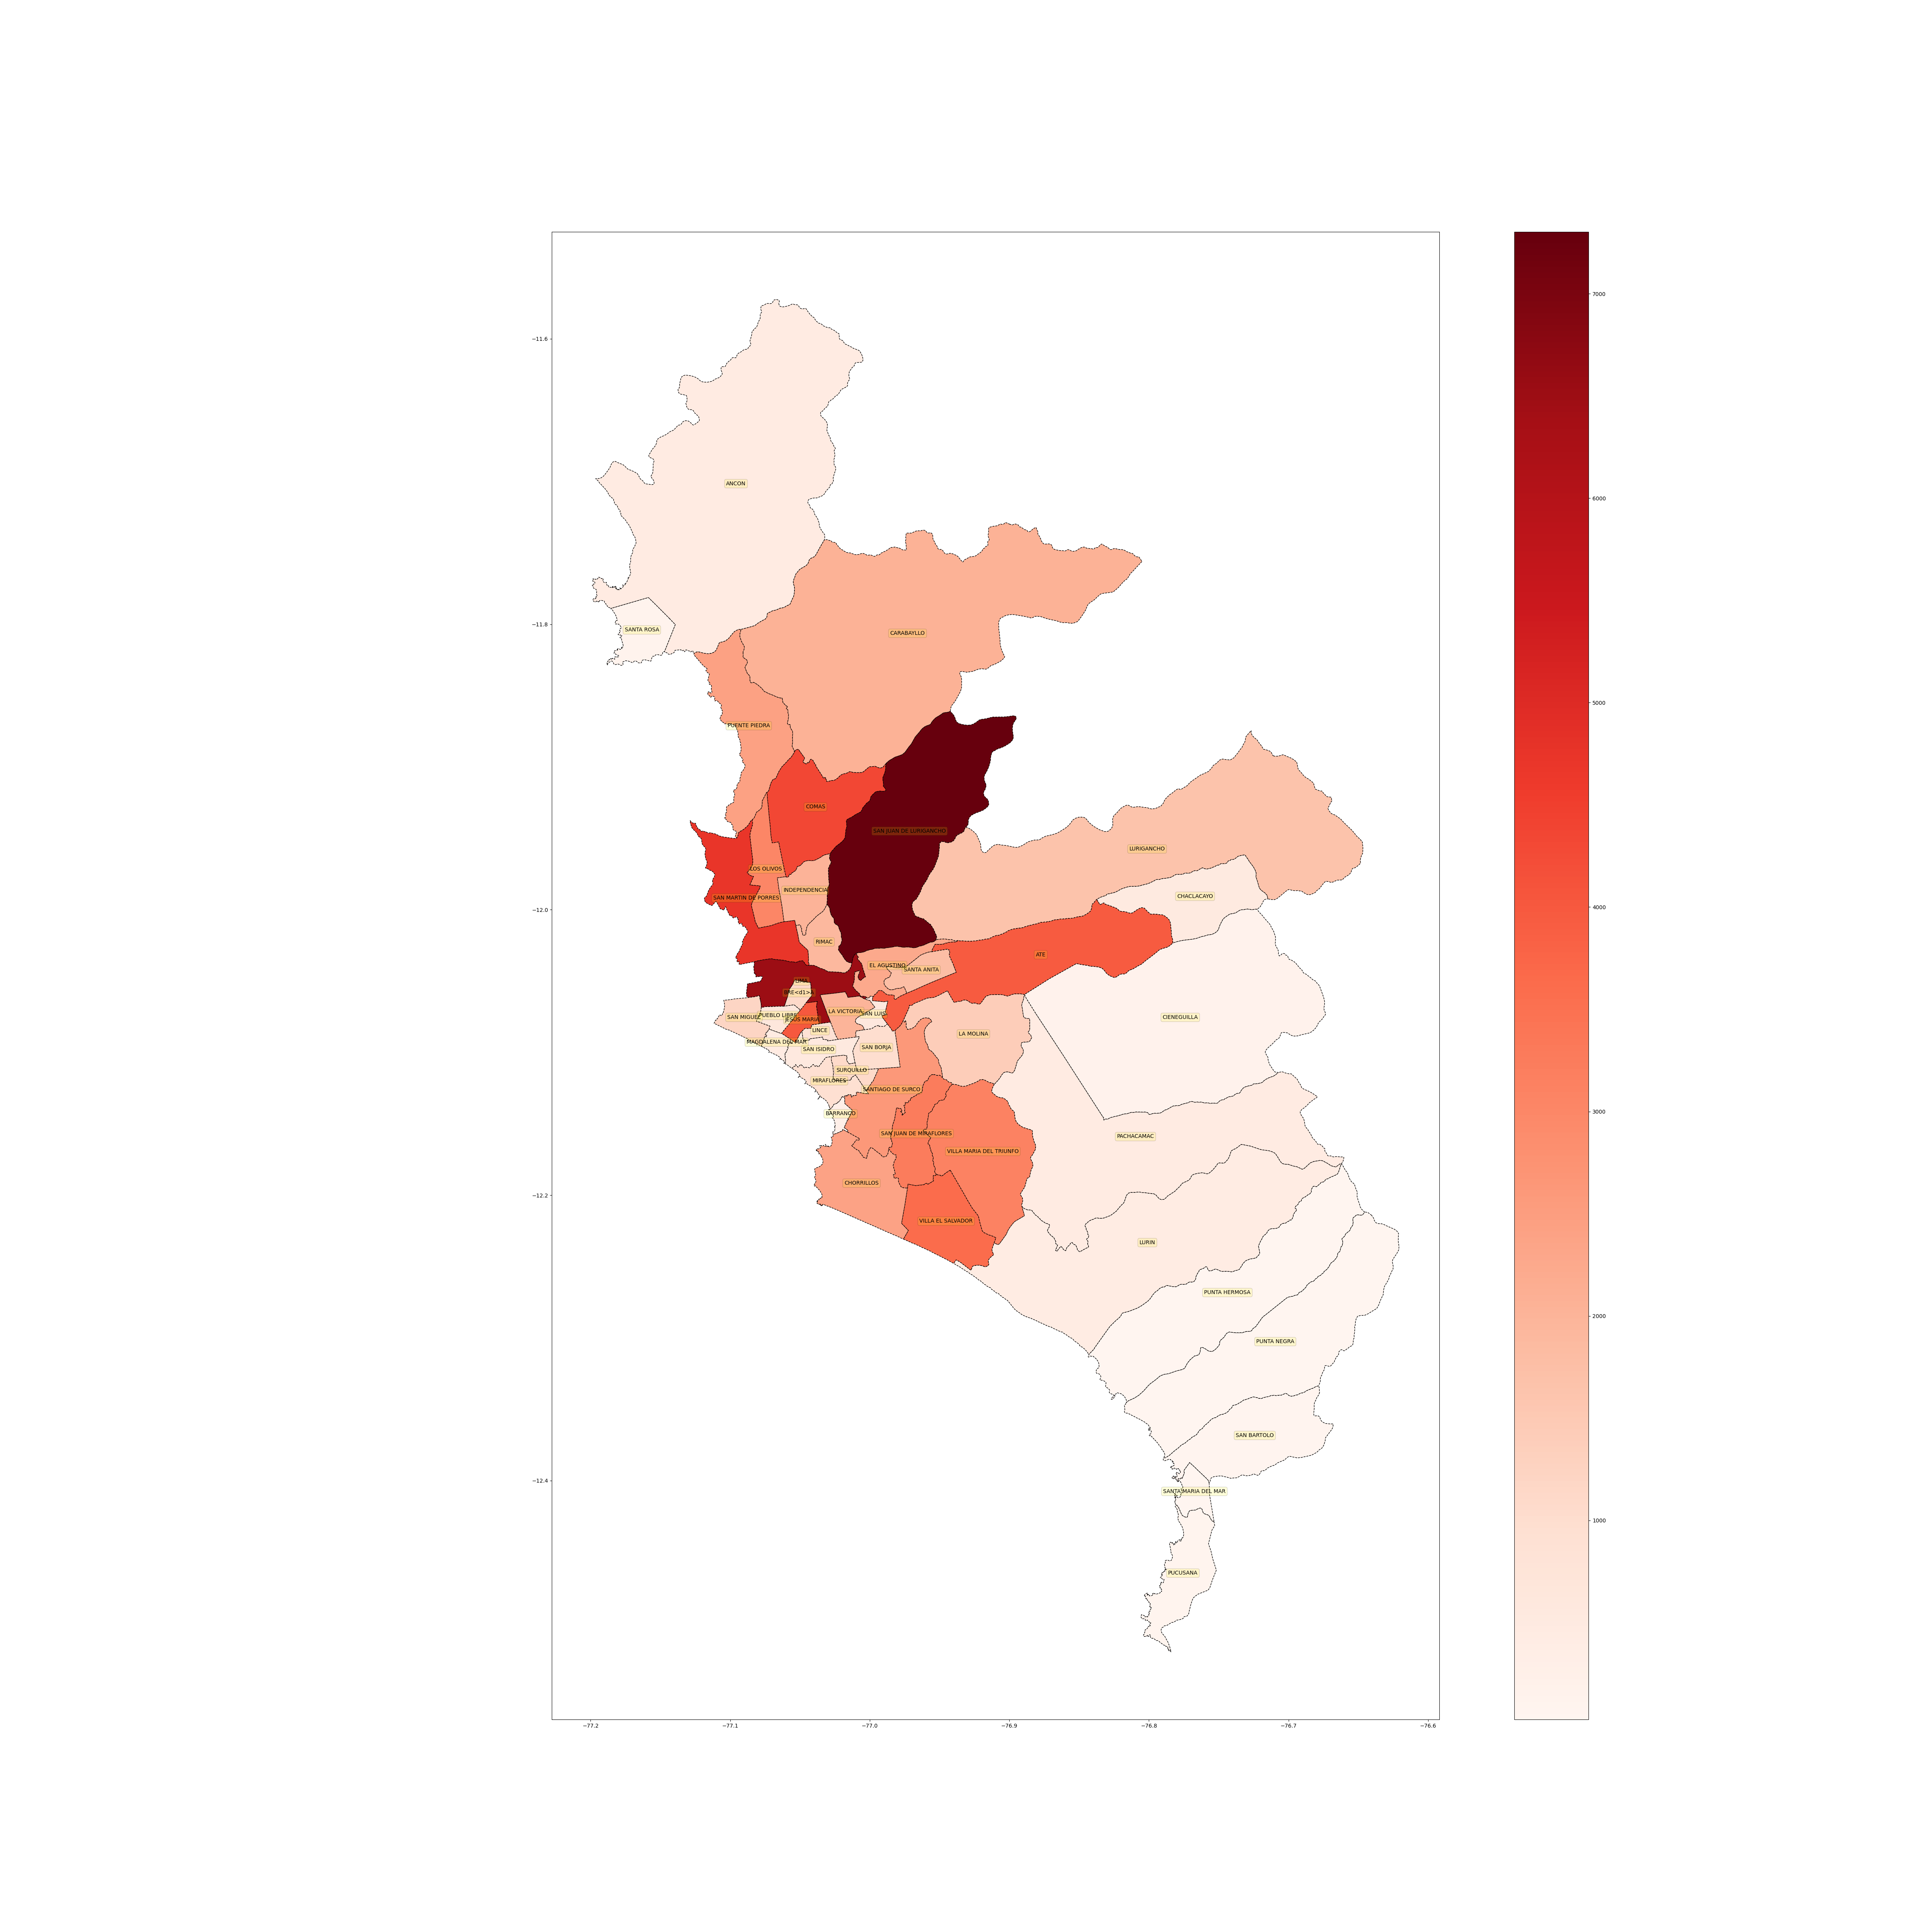 7000
−11.6
ANCON
6000
−11.8
SANTA ROSA
CARABAYLLO
5000
PUENTE PIEDRA
COMAS
SAN JUAN DE LURIGANCHO
LURIGANCHO
LOS OLIVOS
INDEPENDENCIA
SAN MARTIN DE PORRES
CHACLACAYO
4000
−12.0
RIMAC
ATE
EL AGUSTINO
SANTA ANITA
LIMA
BRE<d1>A
LA VICTORIA
SAN LUIS
PUEBLO LIBRE
SAN MIGUEL
JESUS MARIA
CIENEGUILLA
LINCE
LA MOLINA
MAGDALENA DEL MAR
SAN BORJA
SAN ISIDRO
SURQUILLO
MIRAFLORES
SANTIAGO DE SURCO
3000
BARRANCO
SAN JUAN DE MIRAFLORES
PACHACAMAC
VILLA MARIA DEL TRIUNFO
CHORRILLOS
−12.2
VILLA EL SALVADOR
LURIN
PUNTA HERMOSA
2000
PUNTA NEGRA
SAN BARTOLO
−12.4
SANTA MARIA DEL MAR
1000
PUCUSANA
−77.2
−77.1
−77.0
−76.9
−76.8
−76.7
−76.6